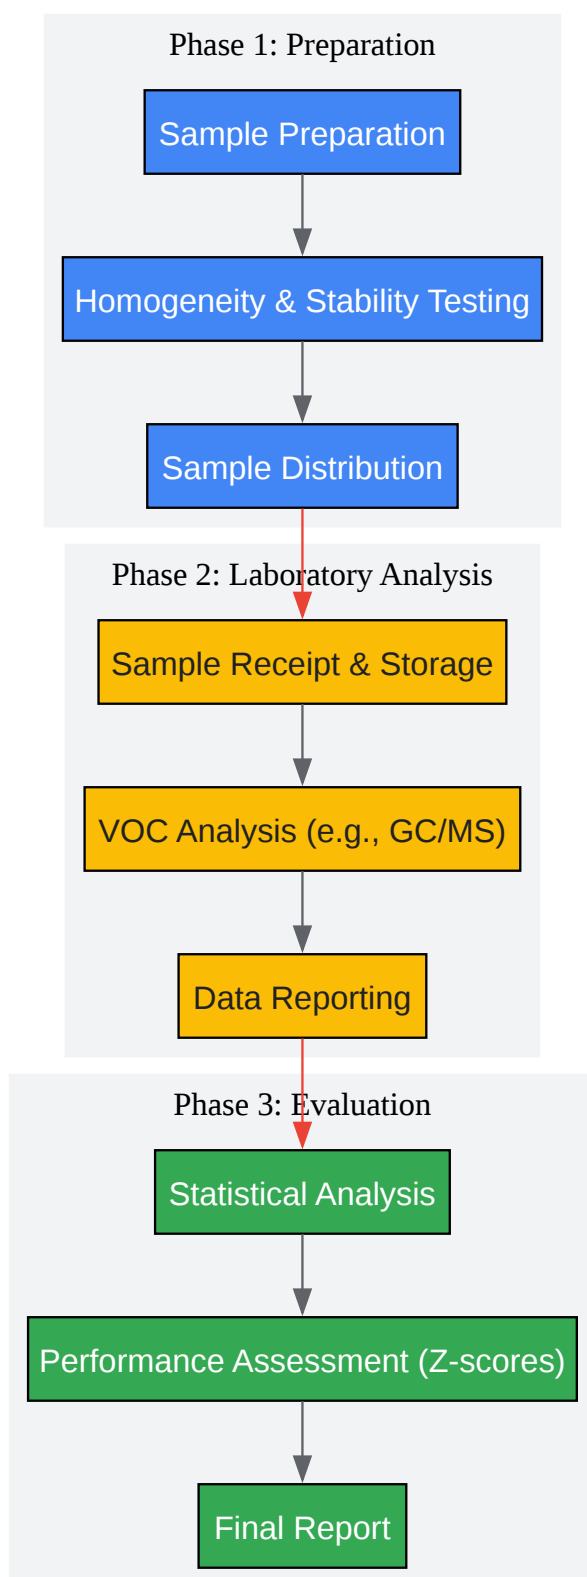 Phase 1: Preparation
Sample Preparation
Homogeneity & Stability Testing
Sample Distribution
Phase 2: Laboratory Analysis
Sample Receipt & Storage
VOC Analysis (e.g., GC/MS)
Data Reporting
Phase 3: Evaluation
Statistical Analysis
Performance Assessment (Z-scores)
Final Report